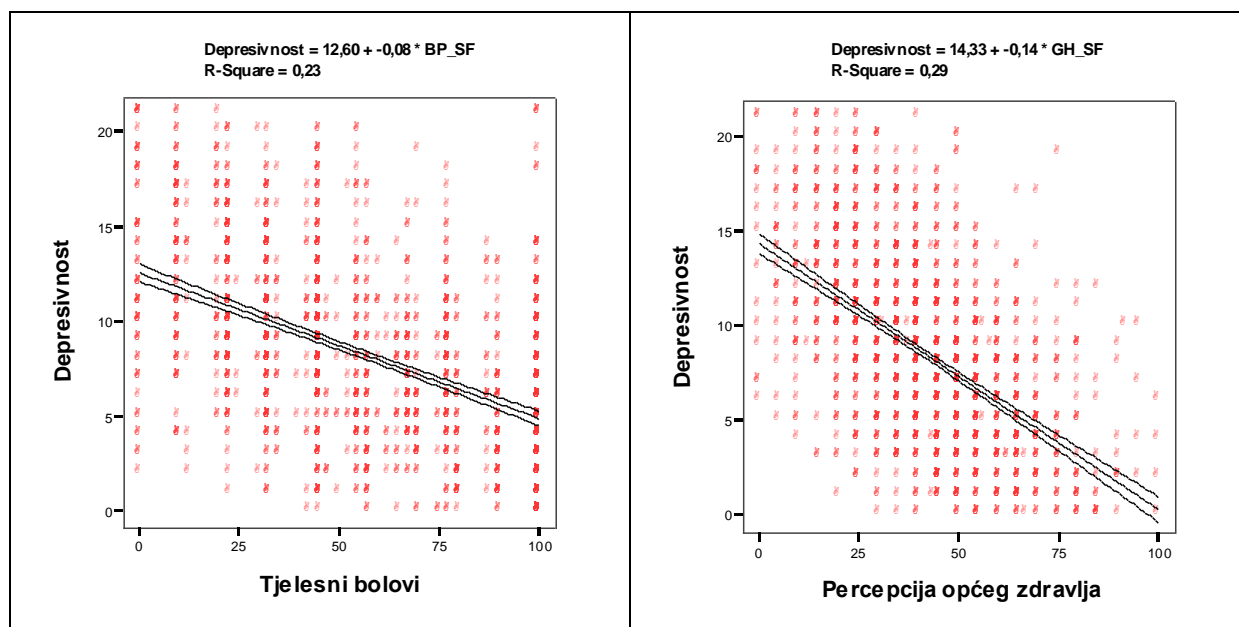 Depresivnost = 12,60 + -0,08 * BP_SF
R-Square = 0,23
20
15
10
5
0
Depresivnost
0 25 50 75 100
Tjelesni bolovi
Depresivnost = 14,33 + -0,14 * GH_SF
R-Square = 0,29
20
15
10
5
0
Depresivnost
0 25 50 75 100
Percepcija općeg zdravlja